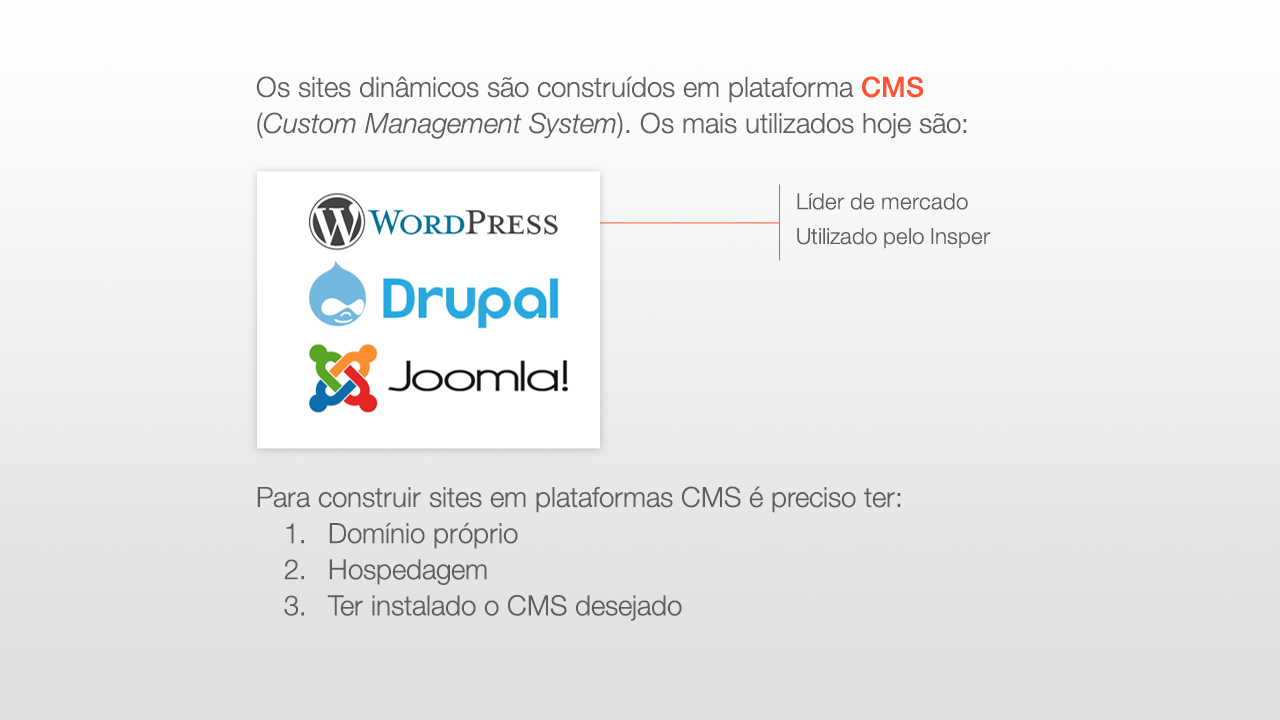 Os sites dinâmicos são construídos em plataforma CMS
(Custom Management System). Os mais utilizados hoje são:
WORDPRESS
Líder de mercado
Utilizado pelo Insper
Drupal
Joomla!
Para construir sites em plataformas CMS é preciso ter:
1. Domínio próprio
2. Hospedagem
3. Ter instalado o CMS desejado